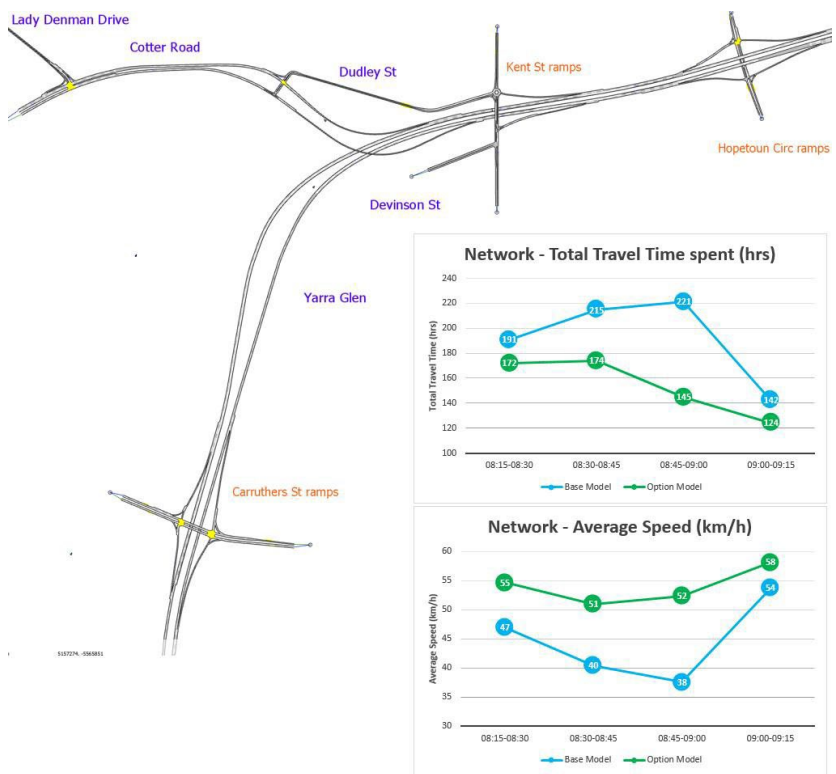 Lady Denman Drive
Cotter Road
Dudley St
Kent St ramps
Hopetoun Circ ramps
Devinson St
Yarra Glen
Carruthers St ramps
5157274, -5565851
Network - Total Travel Time spent (hrs)
Total Travel Time (hrs)
240
220
200
180
160
140
120
100
191
215
221
142
172
174
145
124
08:15-08:30 08:30-08:45 08:45-09:00 09:00-09:15
Base Model Option Model
Network - Average Speed (km/h)
Average Speed (km/h)
60
55
50
45
40
35
30
55
51
52
58
47
40
38
54
08:15-08:30 08:30-08:45 08:45-09:00 09:00-09:15
Base Model Option Model